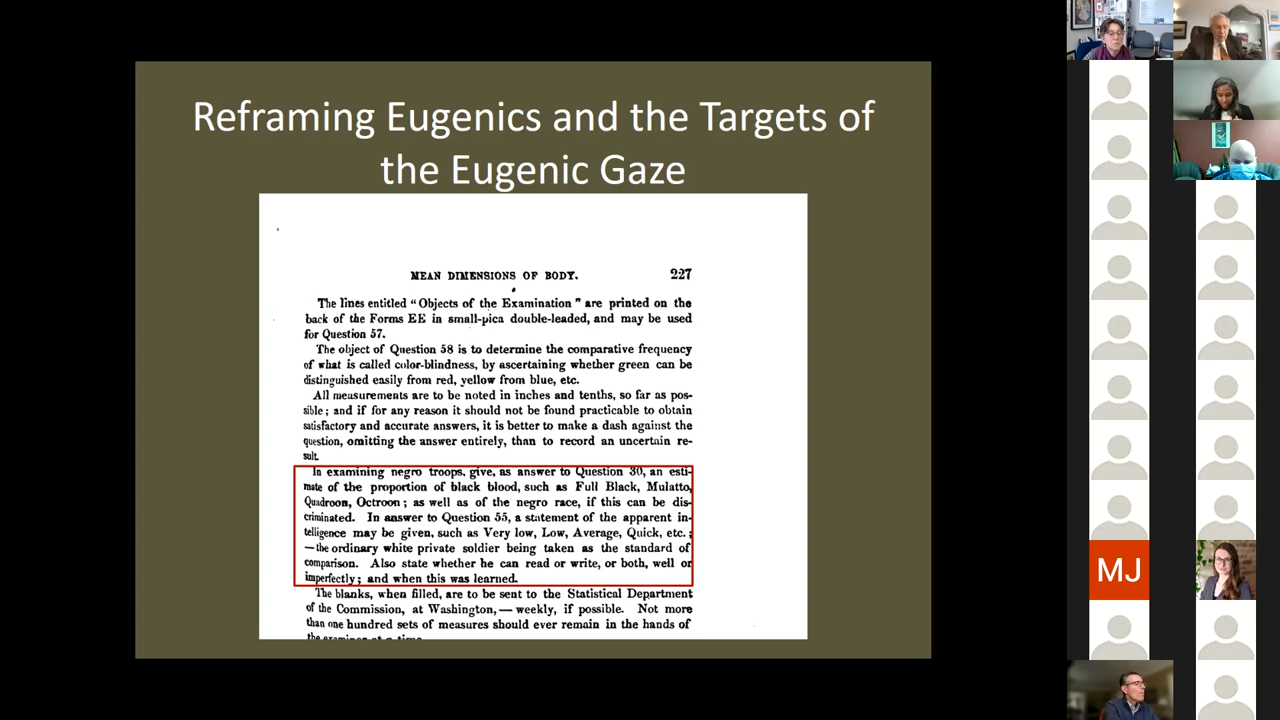 Reframing Eugenics and the Targets of
the Eugenic Gaze
MEAN DIMENSIONS OF BODY. 227
The lines entitled "Objects of the Examination" are printed on the
back of the Forms EE in small-pica double-leaded, and may be used
for Question 57.
The object of Question 58 is to determine the comparative frequency
of what is called color-blindness, by ascertaining whether green can be
distinguished easily from red, yellow from blue, etc.
All measurements are to be noted in inches and tenths, so far as pos-
sible; and if for any reason it should not be found practicable to obtain
satisfactory and accurate answers, it is better to make a dash against the
question, omitting the answer entirely, than to record an uncertain re-
sult.
In examining negro troops, give, as answer to Question 30, an esti-
mate of the proportion of black blood, such as Full Black, Mulatto,
Quadroon, Octroon; as well as of the negro race, if this can be dis-
criminated. In answer to Question 55, a statement of the apparent in-
telligence may be given, such as Very low, Low, Average, Quick, etc.;
—the ordinary white private soldier being taken as the standard of
comparison. Also state whether he can read or write, or both, well or
imperfectly; and when this was learned.
The blanks, when filled, are to be sent to the Statistical Department
of the Commission, at Washington,—weekly, if possible. Not more
than one hundred sets of measures should ever remain in the hands of
the examiner at a time.
MJ